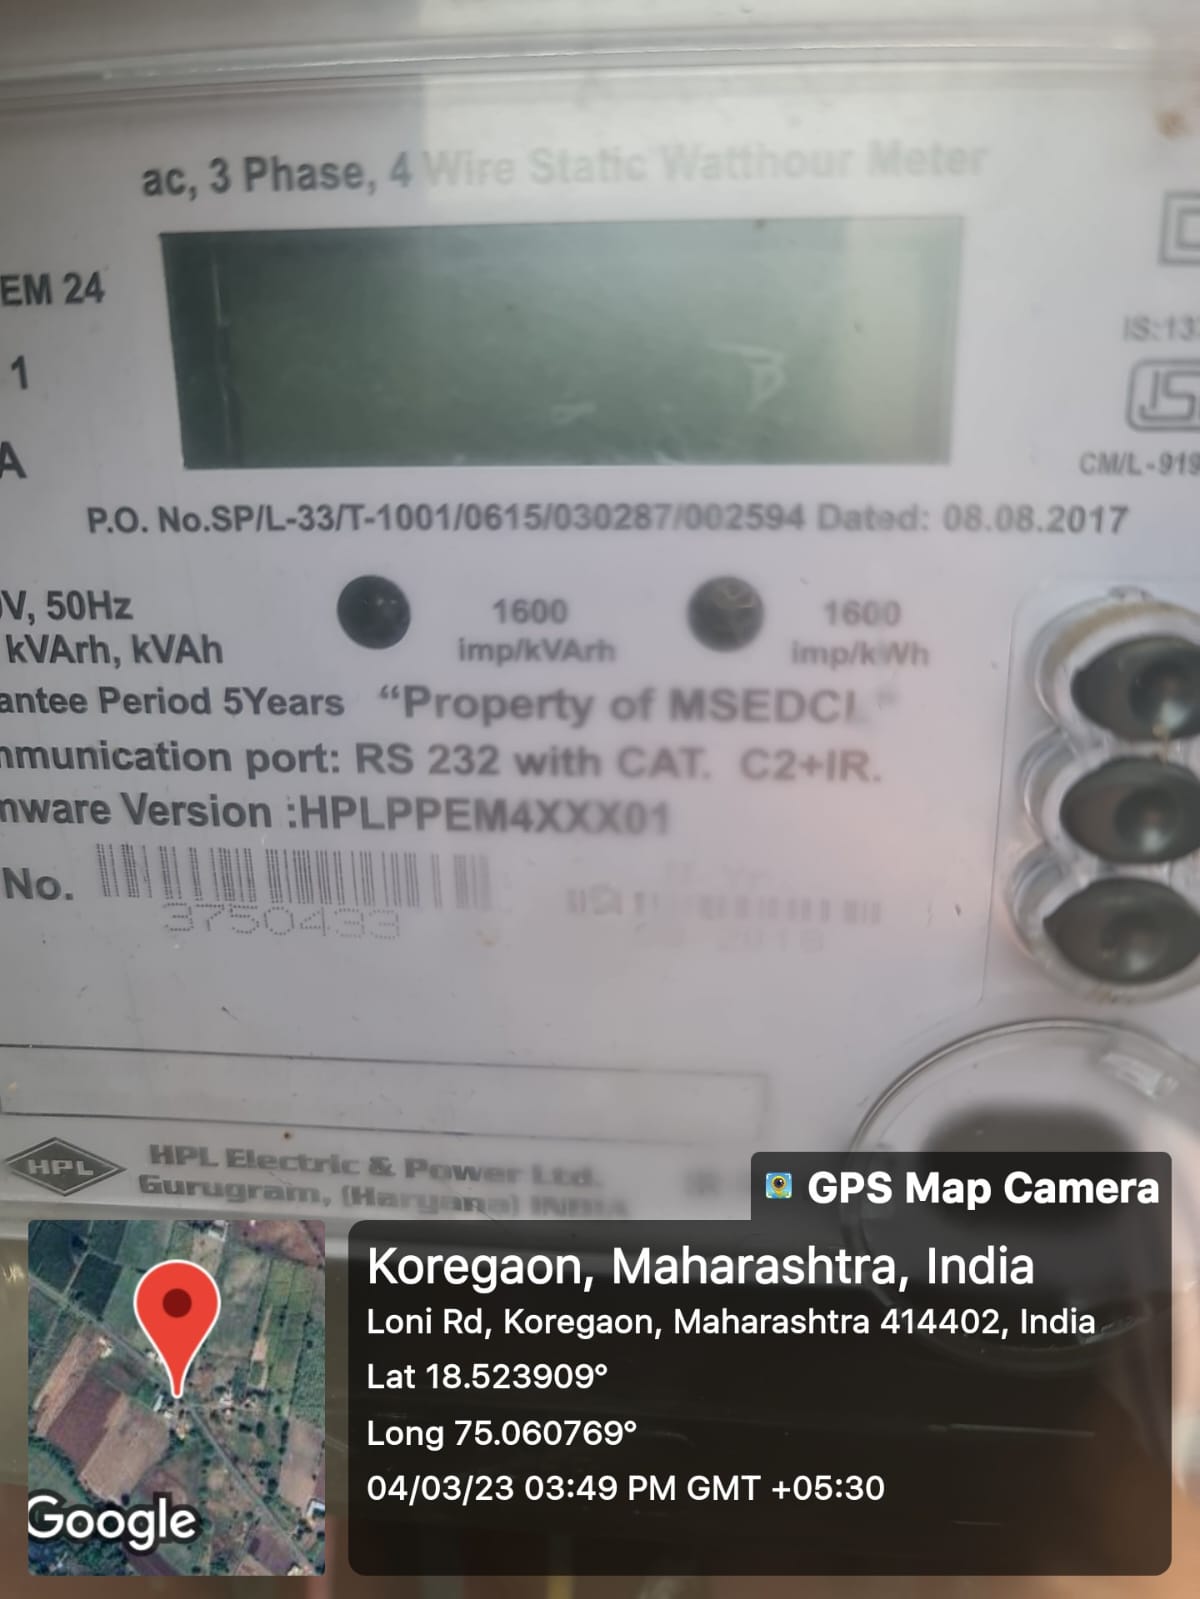 ac, 3 Phase, 4 Wire Static Watthour Meter
EM 24
1
A
IS:13
CM/L-919
P.O. No.SP/L-33/T-1001/0615/030287/002594 Dated: 08.08.2017
V, 50Hz
kVArh, kVAh
1600
imp/kVArh
1600
imp/kWh
antee Period 5Years "Property of MSEDCL"
mmunication port: RS 232 with CAT. C2+IR.
mware Version :HPLPPEM4XXX01
No.
3750433
HPL
HPL Electric & Power Ltd.
Gurugram, (Haryana) INDIA
GPS Map Camera
Koregaon, Maharashtra, India
Loni Rd, Koregaon, Maharashtra 414402, India
Lat 18.523909°
Long 75.060769°
04/03/23 03:49 PM GMT +05:30
Google